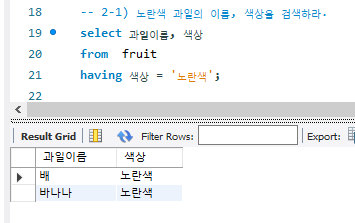 18 -- 2-1) 노란색 과일의 이름, 색상을 검색하라.
19 select 과일이름, 색상
20 from fruit
21 having 색상 = '노란색';
22
Result Grid Filter Rows: Export:
과일이름 색상
배 노란색
바나나 노란색